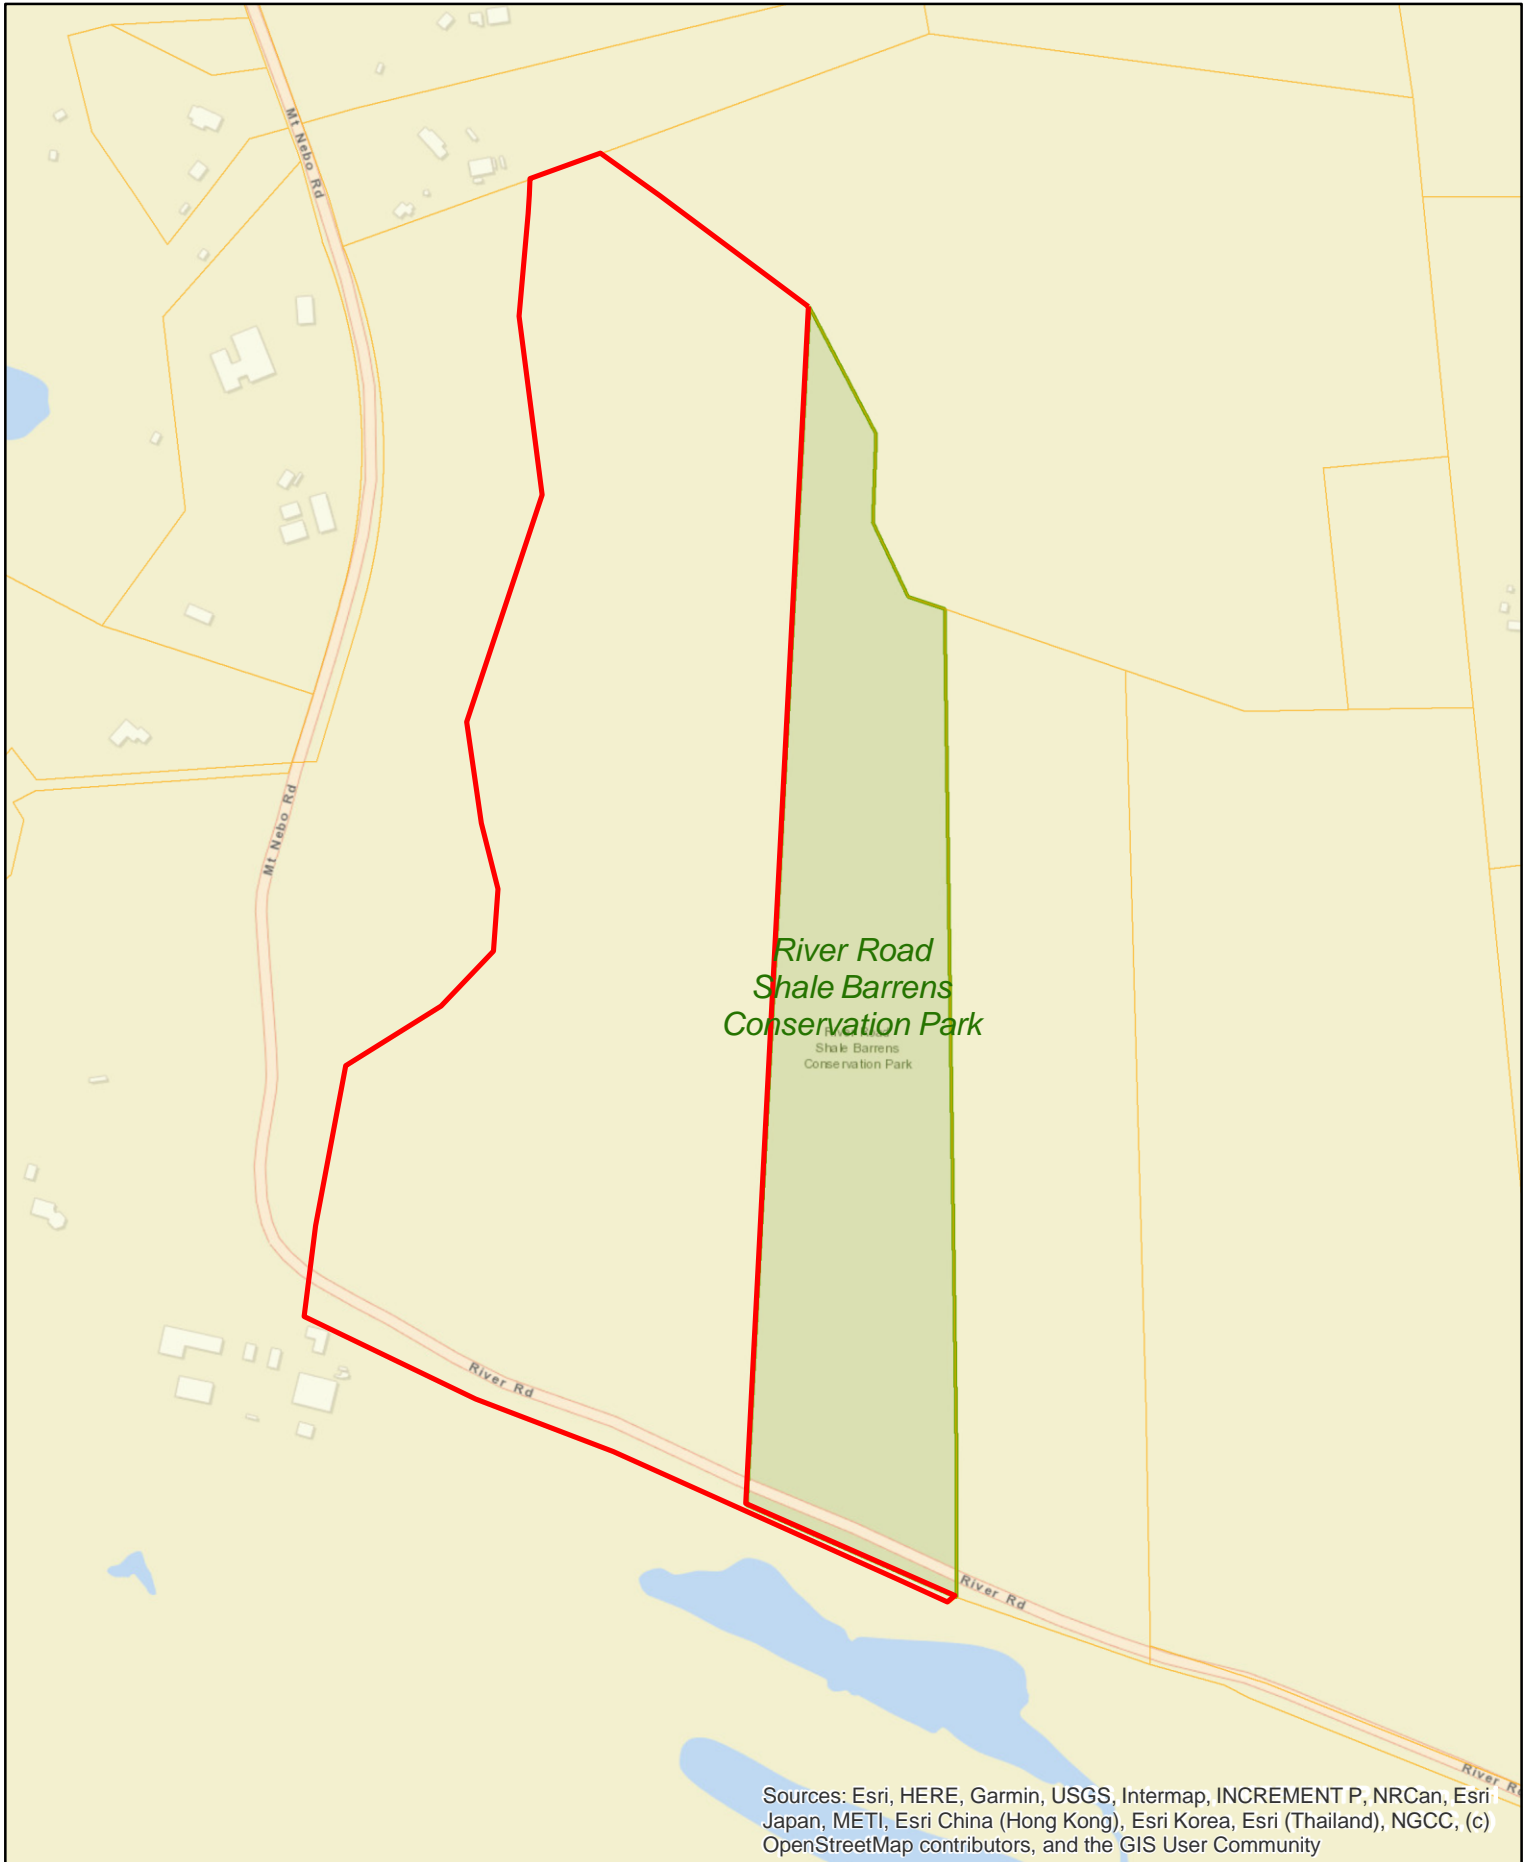 Mt Nebo Rd
Mt Nebo Rd
River Road
Shale Barrens
Conservation Park
River Road
Shale Barrens
Conservation Park
River Rd
River Rd
River Rd
Sources: Esri, HERE, Garmin, USGS, Intermap, INCREMENT P, NRCan, Esri
Japan, METI, Esri China (Hong Kong), Esri Korea, Esri (Thailand), NGCC, (c)
OpenStreetMap contributors, and the GIS User Community